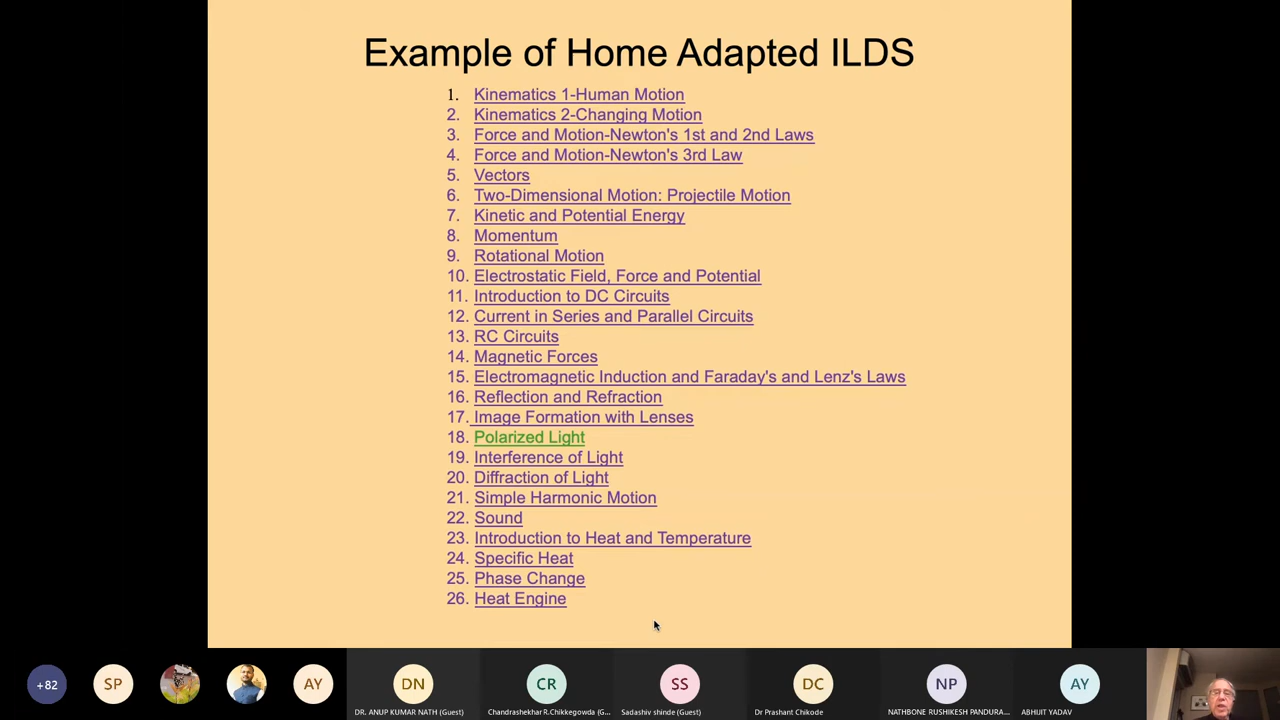 Example of Home Adapted ILDS
1. Kinematics 1-Human Motion
2. Kinematics 2-Changing Motion
3. Force and Motion-Newton's 1st and 2nd Laws
4. Force and Motion-Newton's 3rd Law
5. Vectors
6. Two-Dimensional Motion: Projectile Motion
7. Kinetic and Potential Energy
8. Momentum
9. Rotational Motion
10. Electrostatic Field, Force and Potential
11. Introduction to DC Circuits
12. Current in Series and Parallel Circuits
13. RC Circuits
14. Magnetic Forces
15. Electromagnetic Induction and Faraday's and Lenz's Laws
16. Reflection and Refraction
17. Image Formation with Lenses
18. Polarized Light
19. Interference of Light
20. Diffraction of Light
21. Simple Harmonic Motion
22. Sound
23. Introduction to Heat and Temperature
24. Specific Heat
25. Phase Change
26. Heat Engine
+82 SP AY DN CR SS DC NP AY
DR. ANUP KUMAR NATH (Guest) Chandrashekhar R.Chikkegowda (G... Sadashiv shinde (Guest) Dr Prashant Chikode NATHBONE RUSHIKESH PANDURA... ABHIJIT YADAV